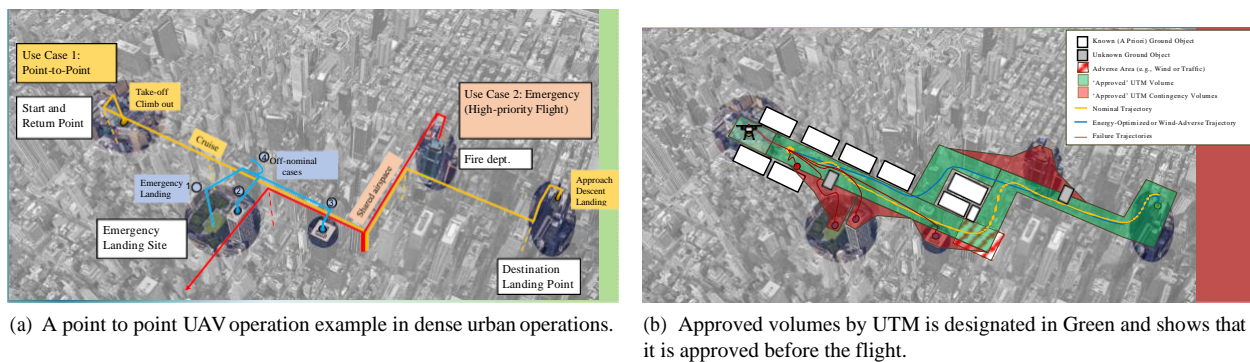 Use Case 1:
Point-to-Point
Start and
Return Point
Take-off
Climb out
Cruise
Use Case 2: Emergency
(High-priority Flight)
Fire dept.
Off-nominal
cases
4
Shared airspace
Emergency
Landing
1
2
3
Approach
Descent
Landing
Emergency
Landing Site
Destination
Landing Point
(a) A point to point UAV operation example in dense urban operations.
Known (A Priori) Ground Object
Unknown Ground Object
Adverse Area (e.g., Wind or Traffic)
'Approved' UTM Volume
'Approved' UTM Contingency Volumes
Nominal Trajectory
Energy-Optimized or Wind-Adverse Trajectory
Failure Trajectories
(b) Approved volumes by UTM is designated in Green and shows that
it is approved before the flight.